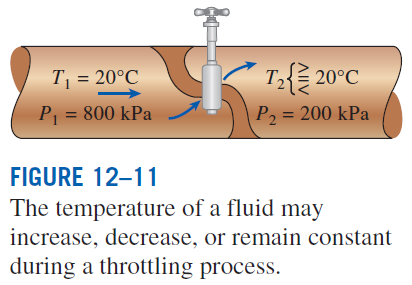 T₁ = 20°C
T₂ { ⪌ 20°C
P₁ = 800 kPa
P₂ = 200 kPa
FIGURE 12–11
The temperature of a fluid may
increase, decrease, or remain constant
during a throttling process.